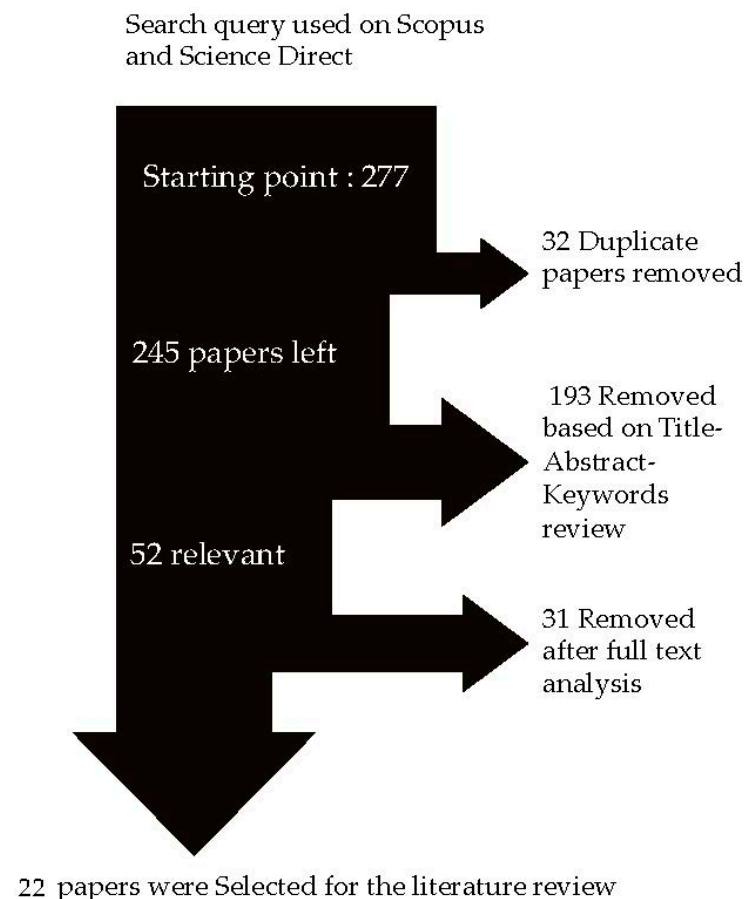 Search query used on Scopus
and Science Direct
Starting point : 277
32 Duplicate
papers removed
245 papers left
193 Removed
based on Title-
Abstract-
Keywords
review
52 relevant
31 Removed
after full text
analysis
22 papers were Selected for the literature review